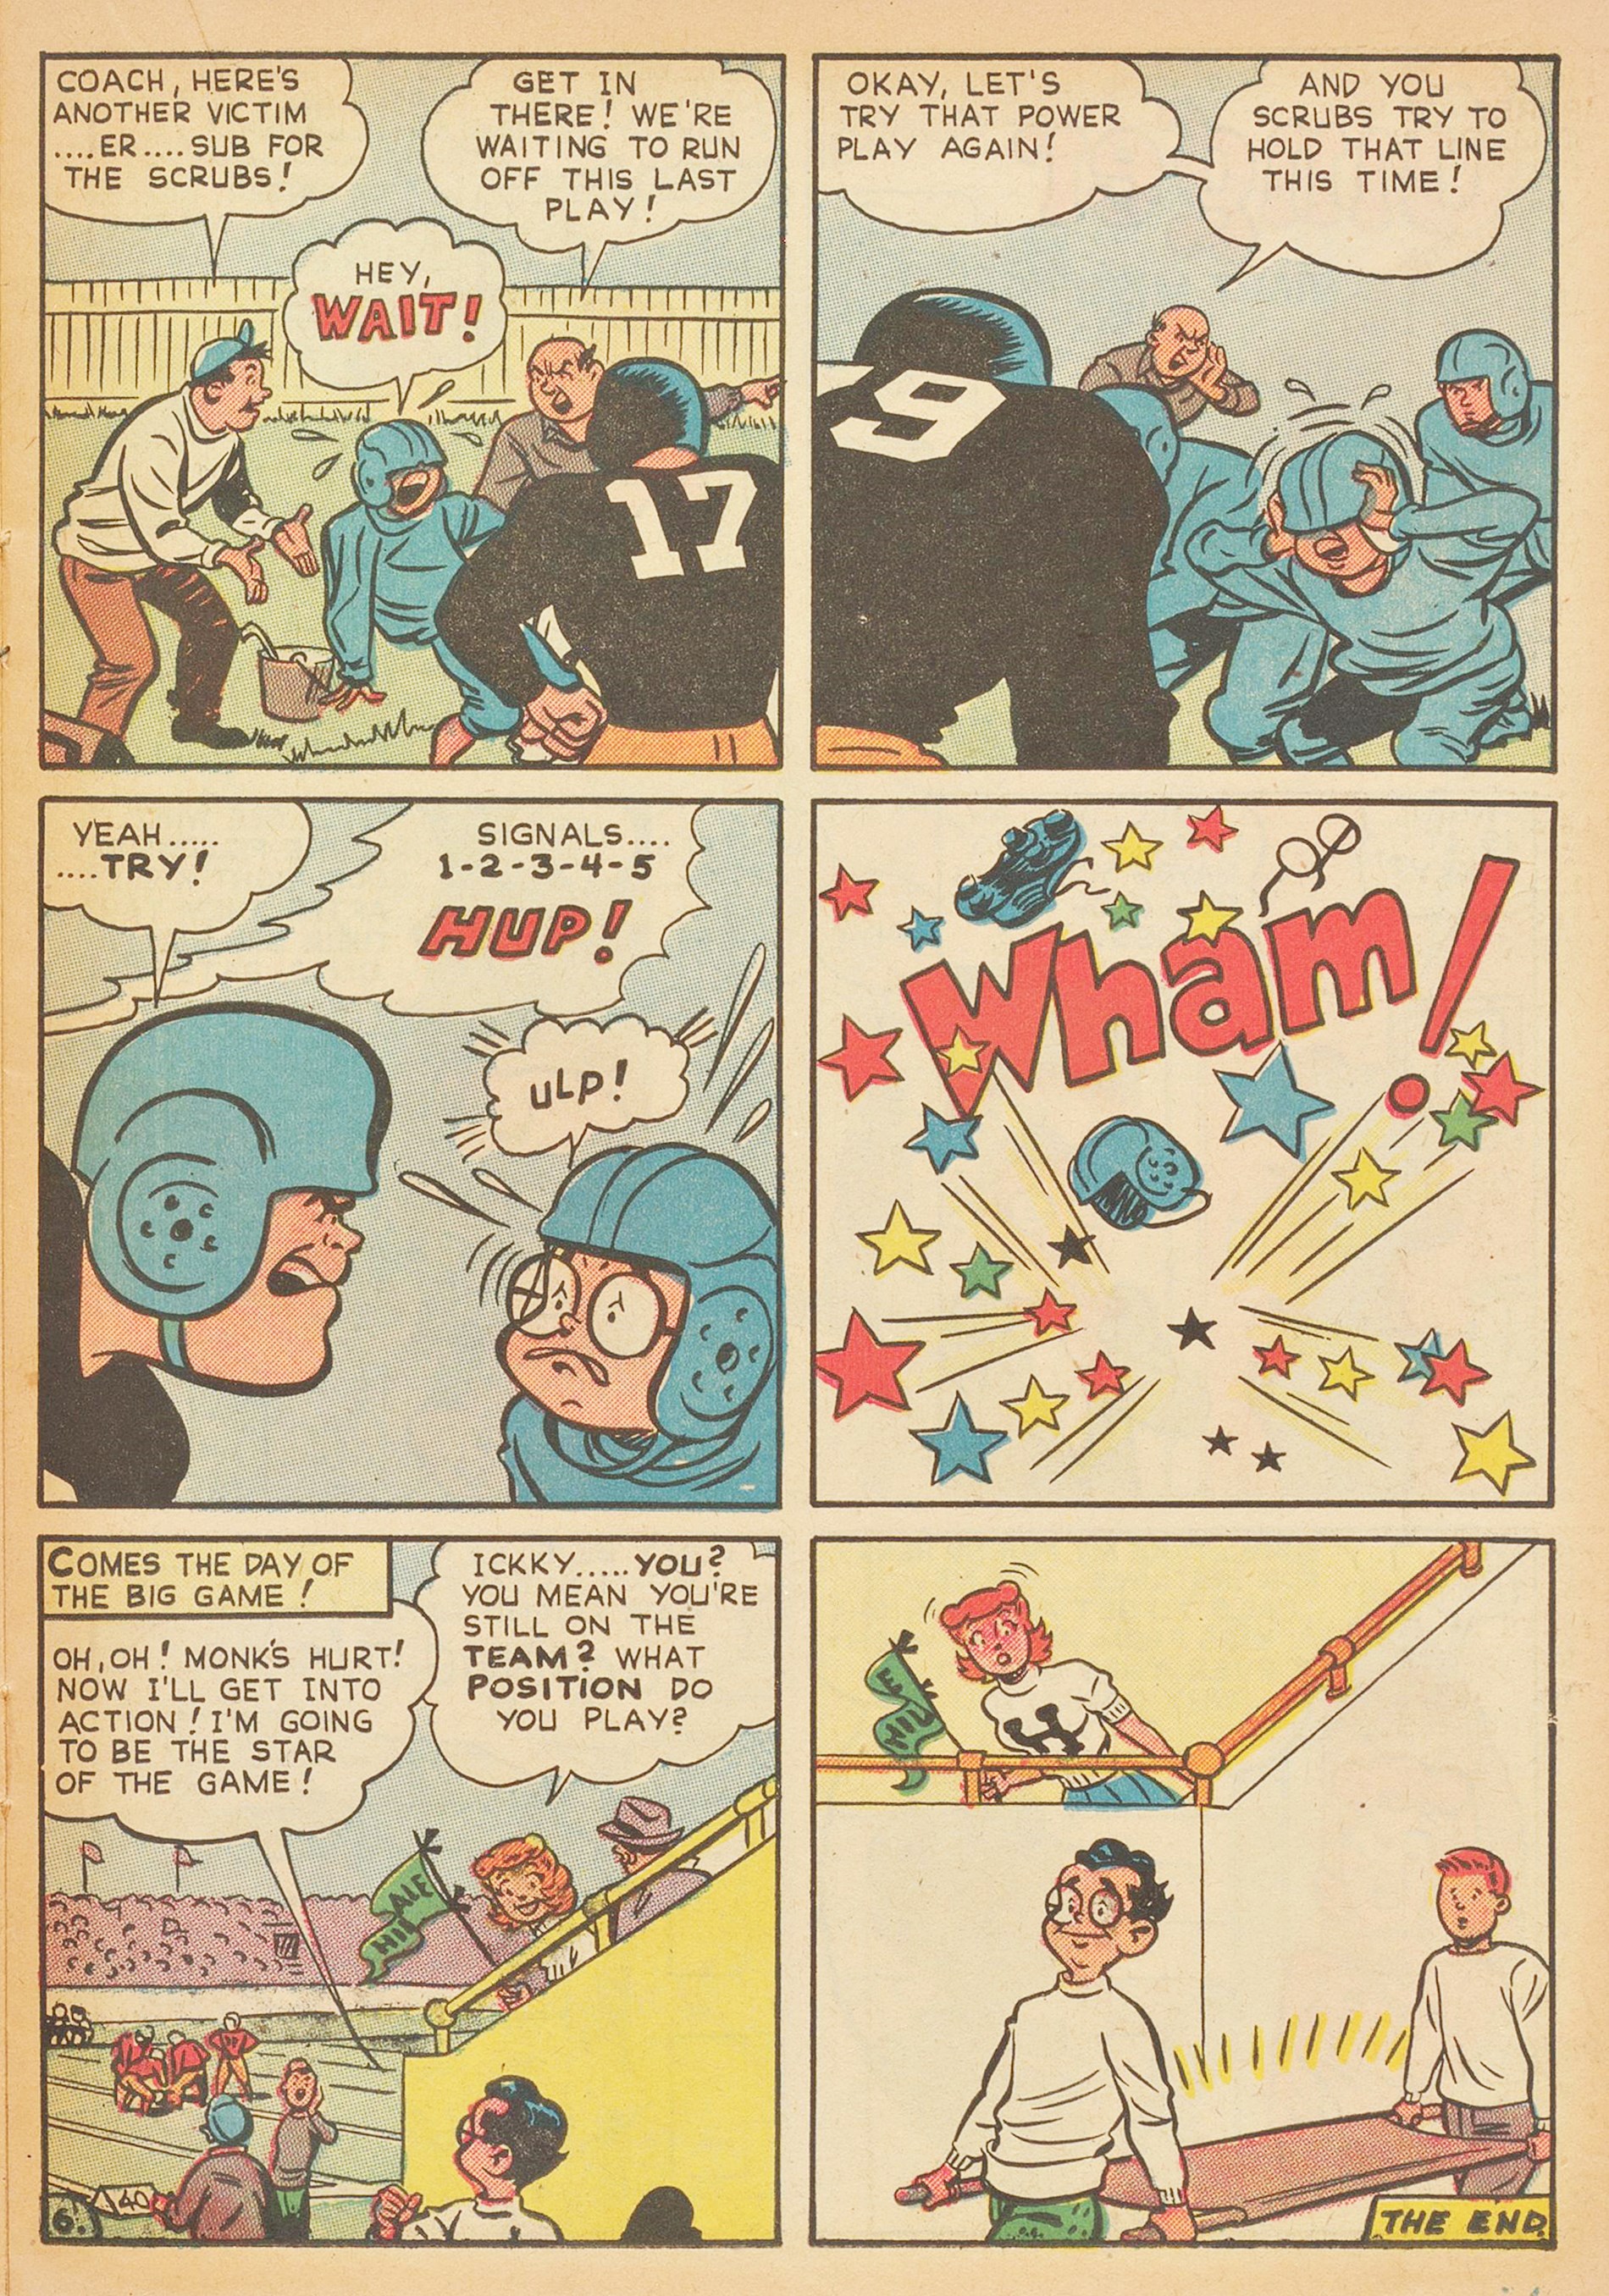 COACH, HERE'S
ANOTHER VICTIM
....ER....SUB FOR
THE SCRUBS!
GET IN
THERE! WE'RE
WAITING TO RUN
OFF THIS LAST
PLAY!
HEY,
WAIT!
17
OKAY, LET'S
TRY THAT POWER
PLAY AGAIN!
AND YOU
SCRUBS TRY TO
HOLD THAT LINE
THIS TIME!
9
YEAH.....
....TRY!
SIGNALS....
1-2-3-4-5
HUP!
ULP!
Wham!
COMES THE DAY OF
THE BIG GAME!
OH, OH! MONK'S HURT!
NOW I'LL GET INTO
ACTION! I'M GOING
TO BE THE STAR
OF THE GAME!
ICKKY.....YOU?
YOU MEAN YOU'RE
STILL ON THE
TEAM? WHAT
POSITION DO
YOU PLAY?
HI
ALE
40
6.
H
THE END.